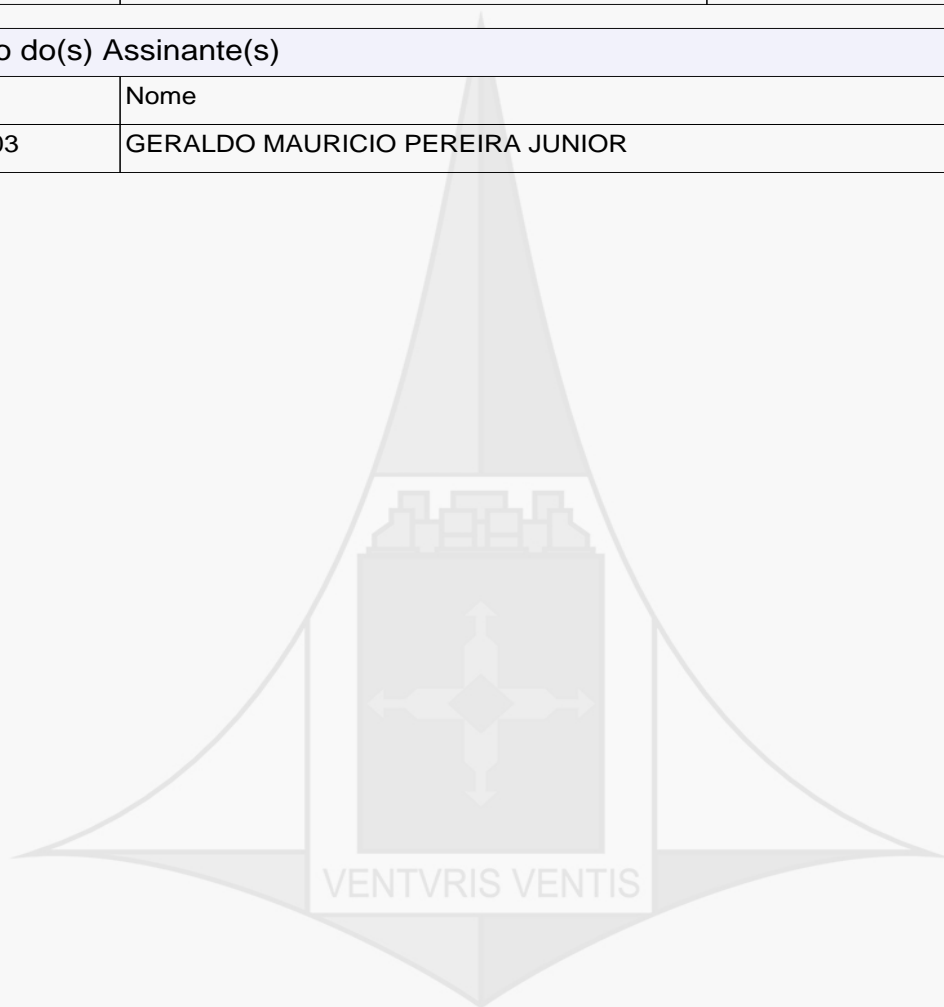 o do(s) Assinante(s)
Nome
03 GERALDO MAURICIO PEREIRA JUNIOR
VENTVRIS VENTIS